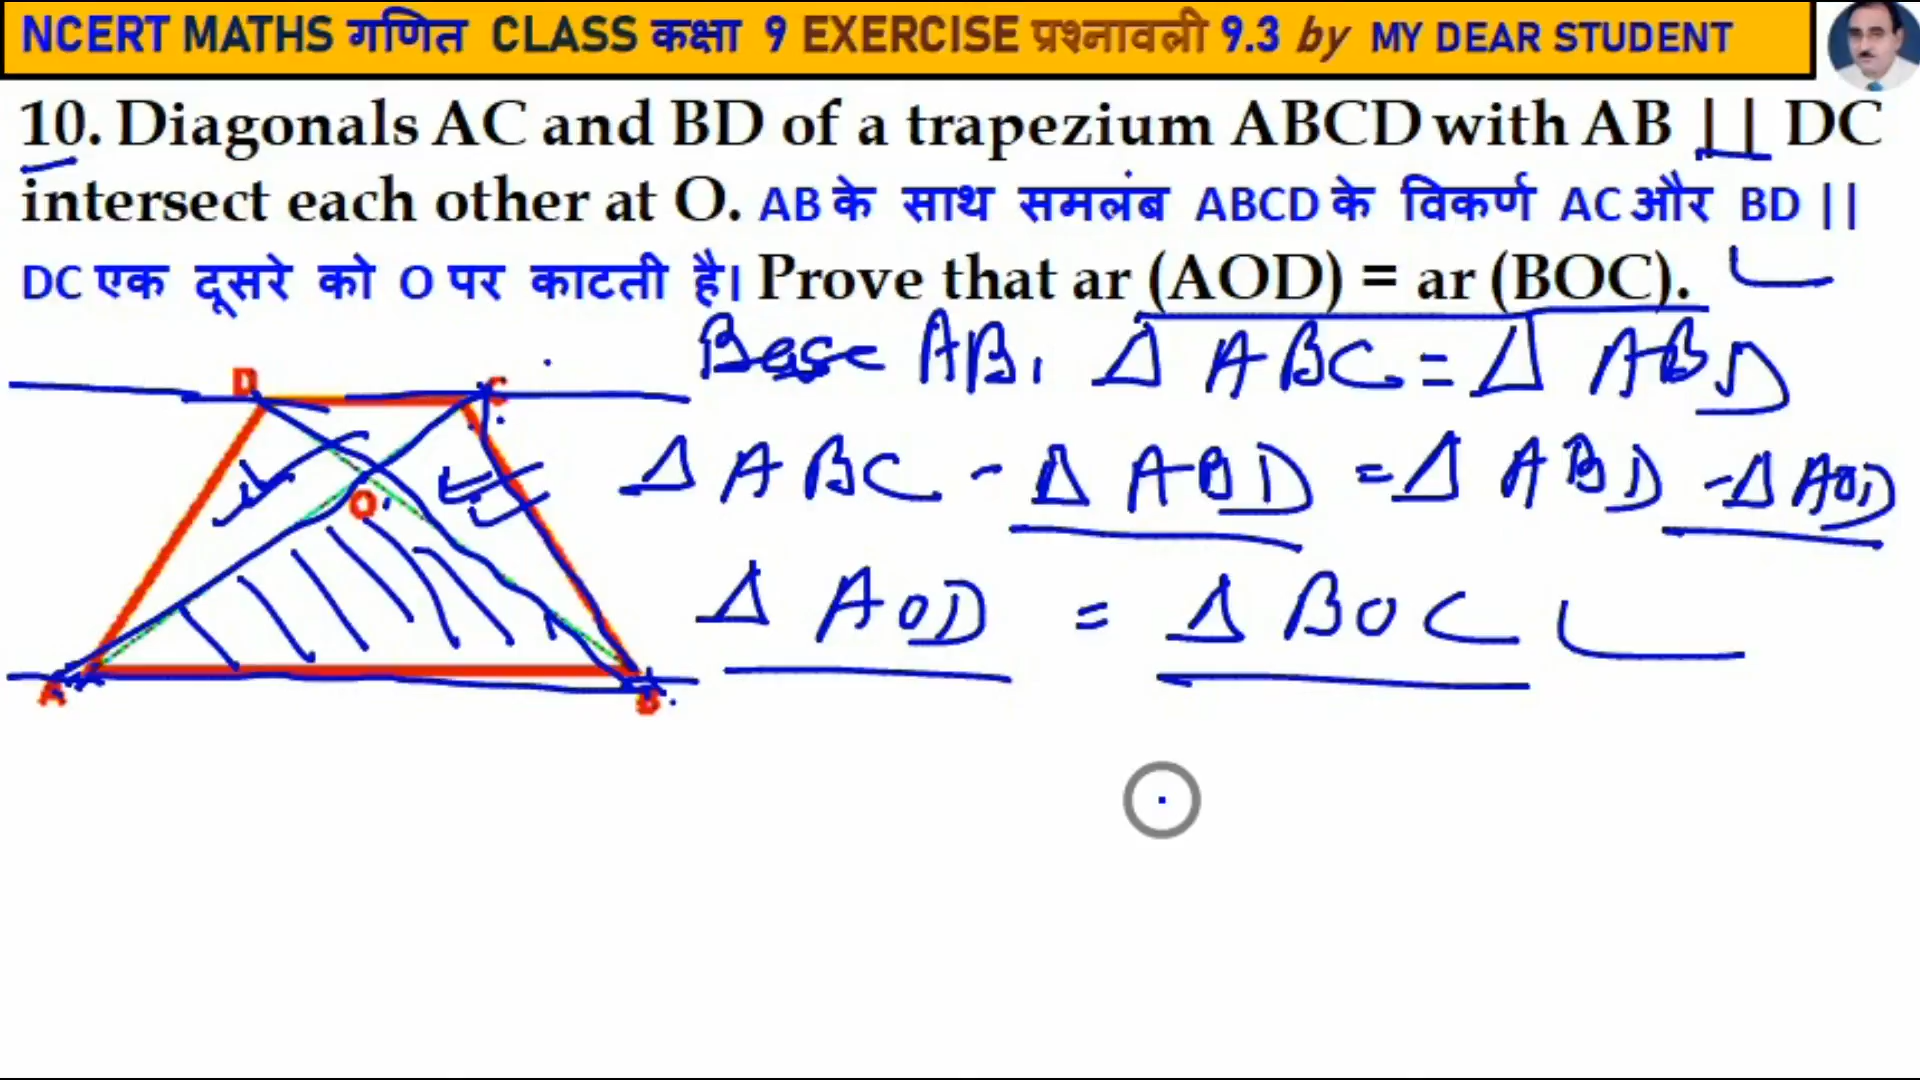 NCERT MATHS गणित CLASS कक्षा 9 EXERCISE प्रश्नावली 9.3 by MY DEAR STUDENT
10. Diagonals AC and BD of a trapezium ABCD with AB || DC
intersect each other at O. AB के साथ समलंब ABCD के विकर्ण AC और BD ||
DC एक दूसरे को O पर काटती है। Prove that ar (AOD) = ar (BOC).
Base AB, Δ ABC = Δ ABD
Δ ABC - Δ ABD = Δ ABD - Δ AOD
Δ AOD = Δ BOC
D C
O
A B